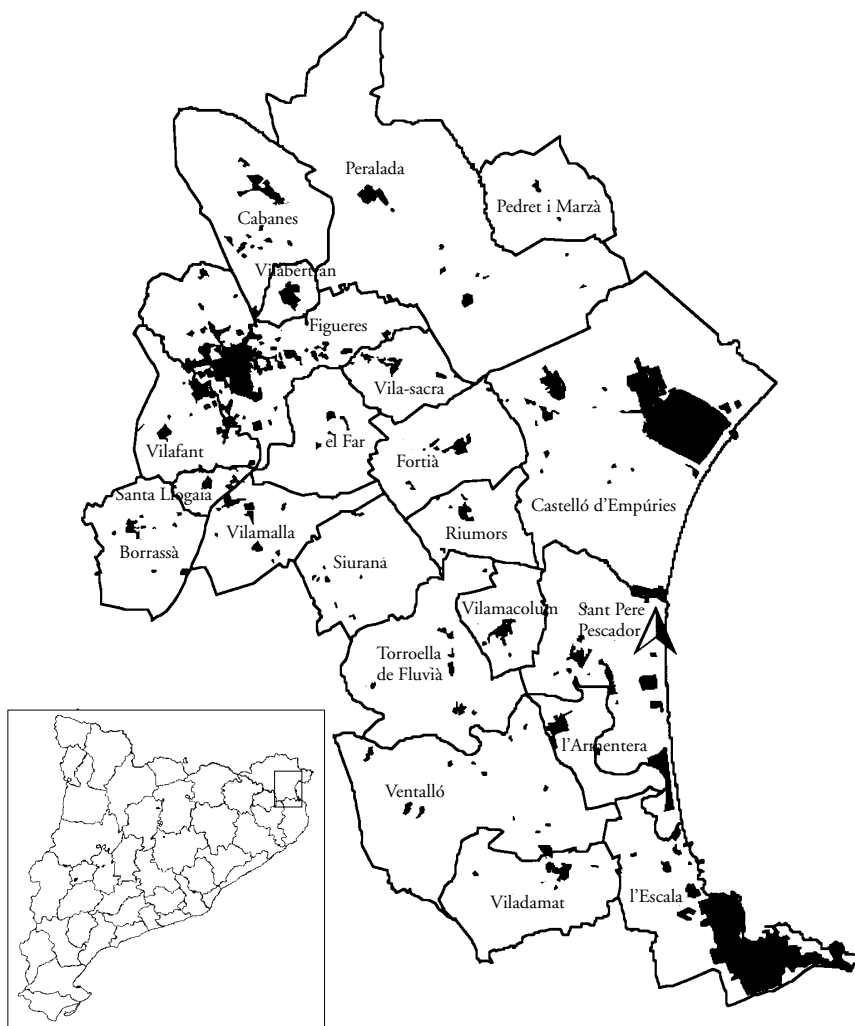 Peralada
Pedret i Marzà
Cabanes
Vilabertran
Figueres
Vila-sacra
el Far
Vilafant
Fortià
Santa Llogaia
Castelló d'Empúries
Vilamalla
Riumors
Borrassà
Siurana
Vilamacolum
Sant Pere
Pescador
Torroella
de Fluvià
l'Armentera
Ventalló
Viladamat
l'Escala